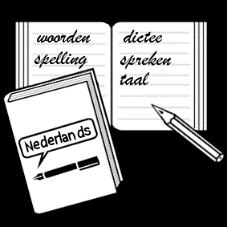 woorden
spelling
dictee
spreken
taal
Nederlands